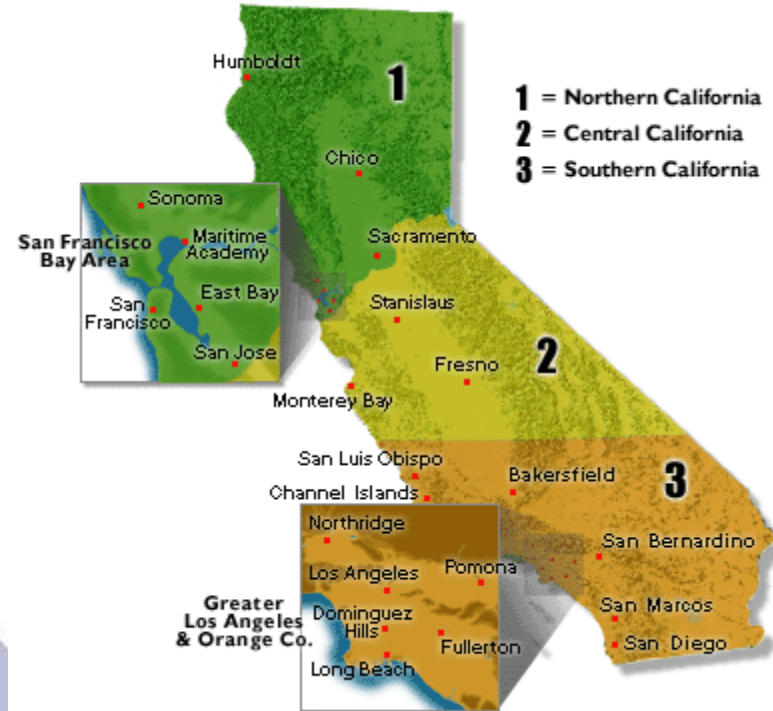 Humboldt
1
1 = Northern California
2 = Central California
3 = Southern California
Chico
Sonoma
San Francisco
Bay Area
Maritime
Academy
Sacramento
East Bay
San
Francisco
San Jose
Stanislaus
2
Fresno
Monterey Bay
San Luis Obispo
Bakersfield
3
Channel Islands
Northridge
San Bernardino
Los Angeles
Pomona
Greater
Los Angeles
& Orange Co.
Dominguez
Hills
San Marcos
Fullerton
San Diego
Long Beach